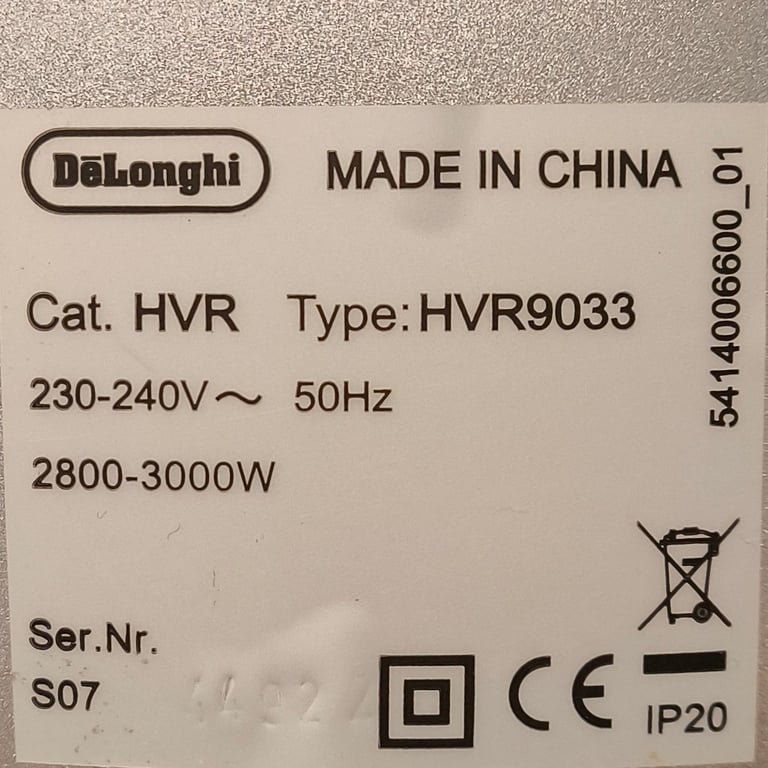 DēLonghi
MADE IN CHINA
5414006600_01
Cat. HVR Type: HVR9033
230-240V~ 50Hz
2800-3000W
Ser.Nr.
S07
CE
IP20